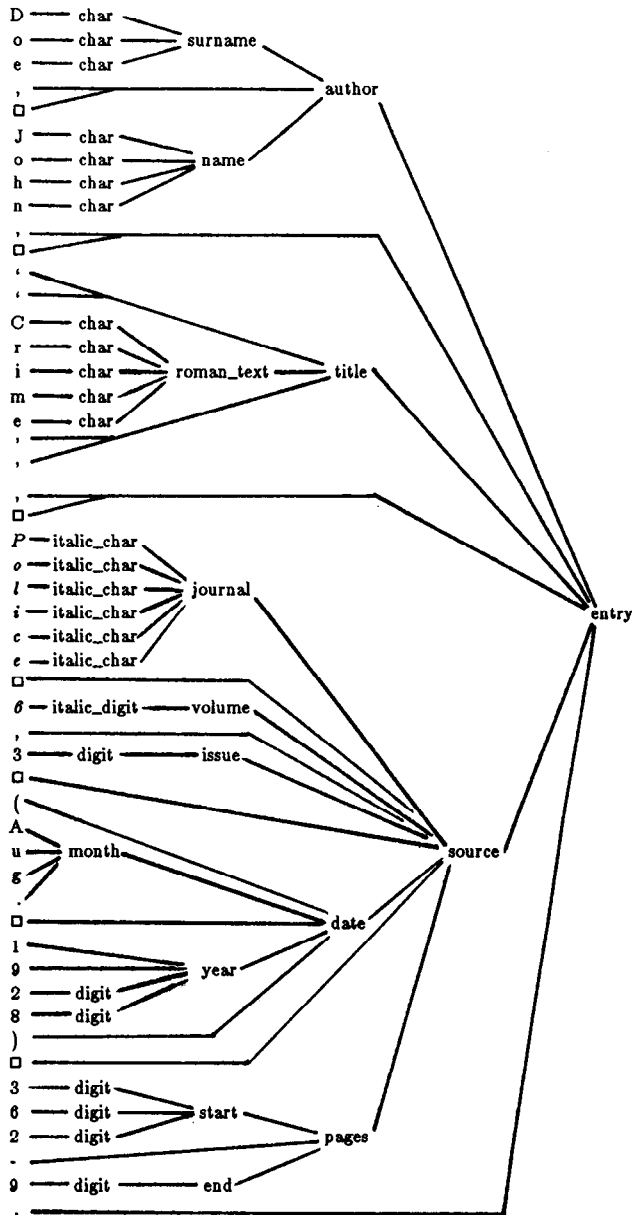 D char
o char surname
e char
, author
□
J char
o char name
h char
n char
,
□
‘
‘
C char
r char
i char roman_text title
m char
e char
,
,
,
□
P italic_char
o italic_char
l italic_char journal
i italic_char entry
c italic_char
e italic_char
□
6 italic_digit volume
,
3 digit issue
□
(
A
u month source
g
.
□ date
1
9 year
2 digit
8 digit
)
□
3 digit
6 digit start
2 digit pages
-
9 digit end
.